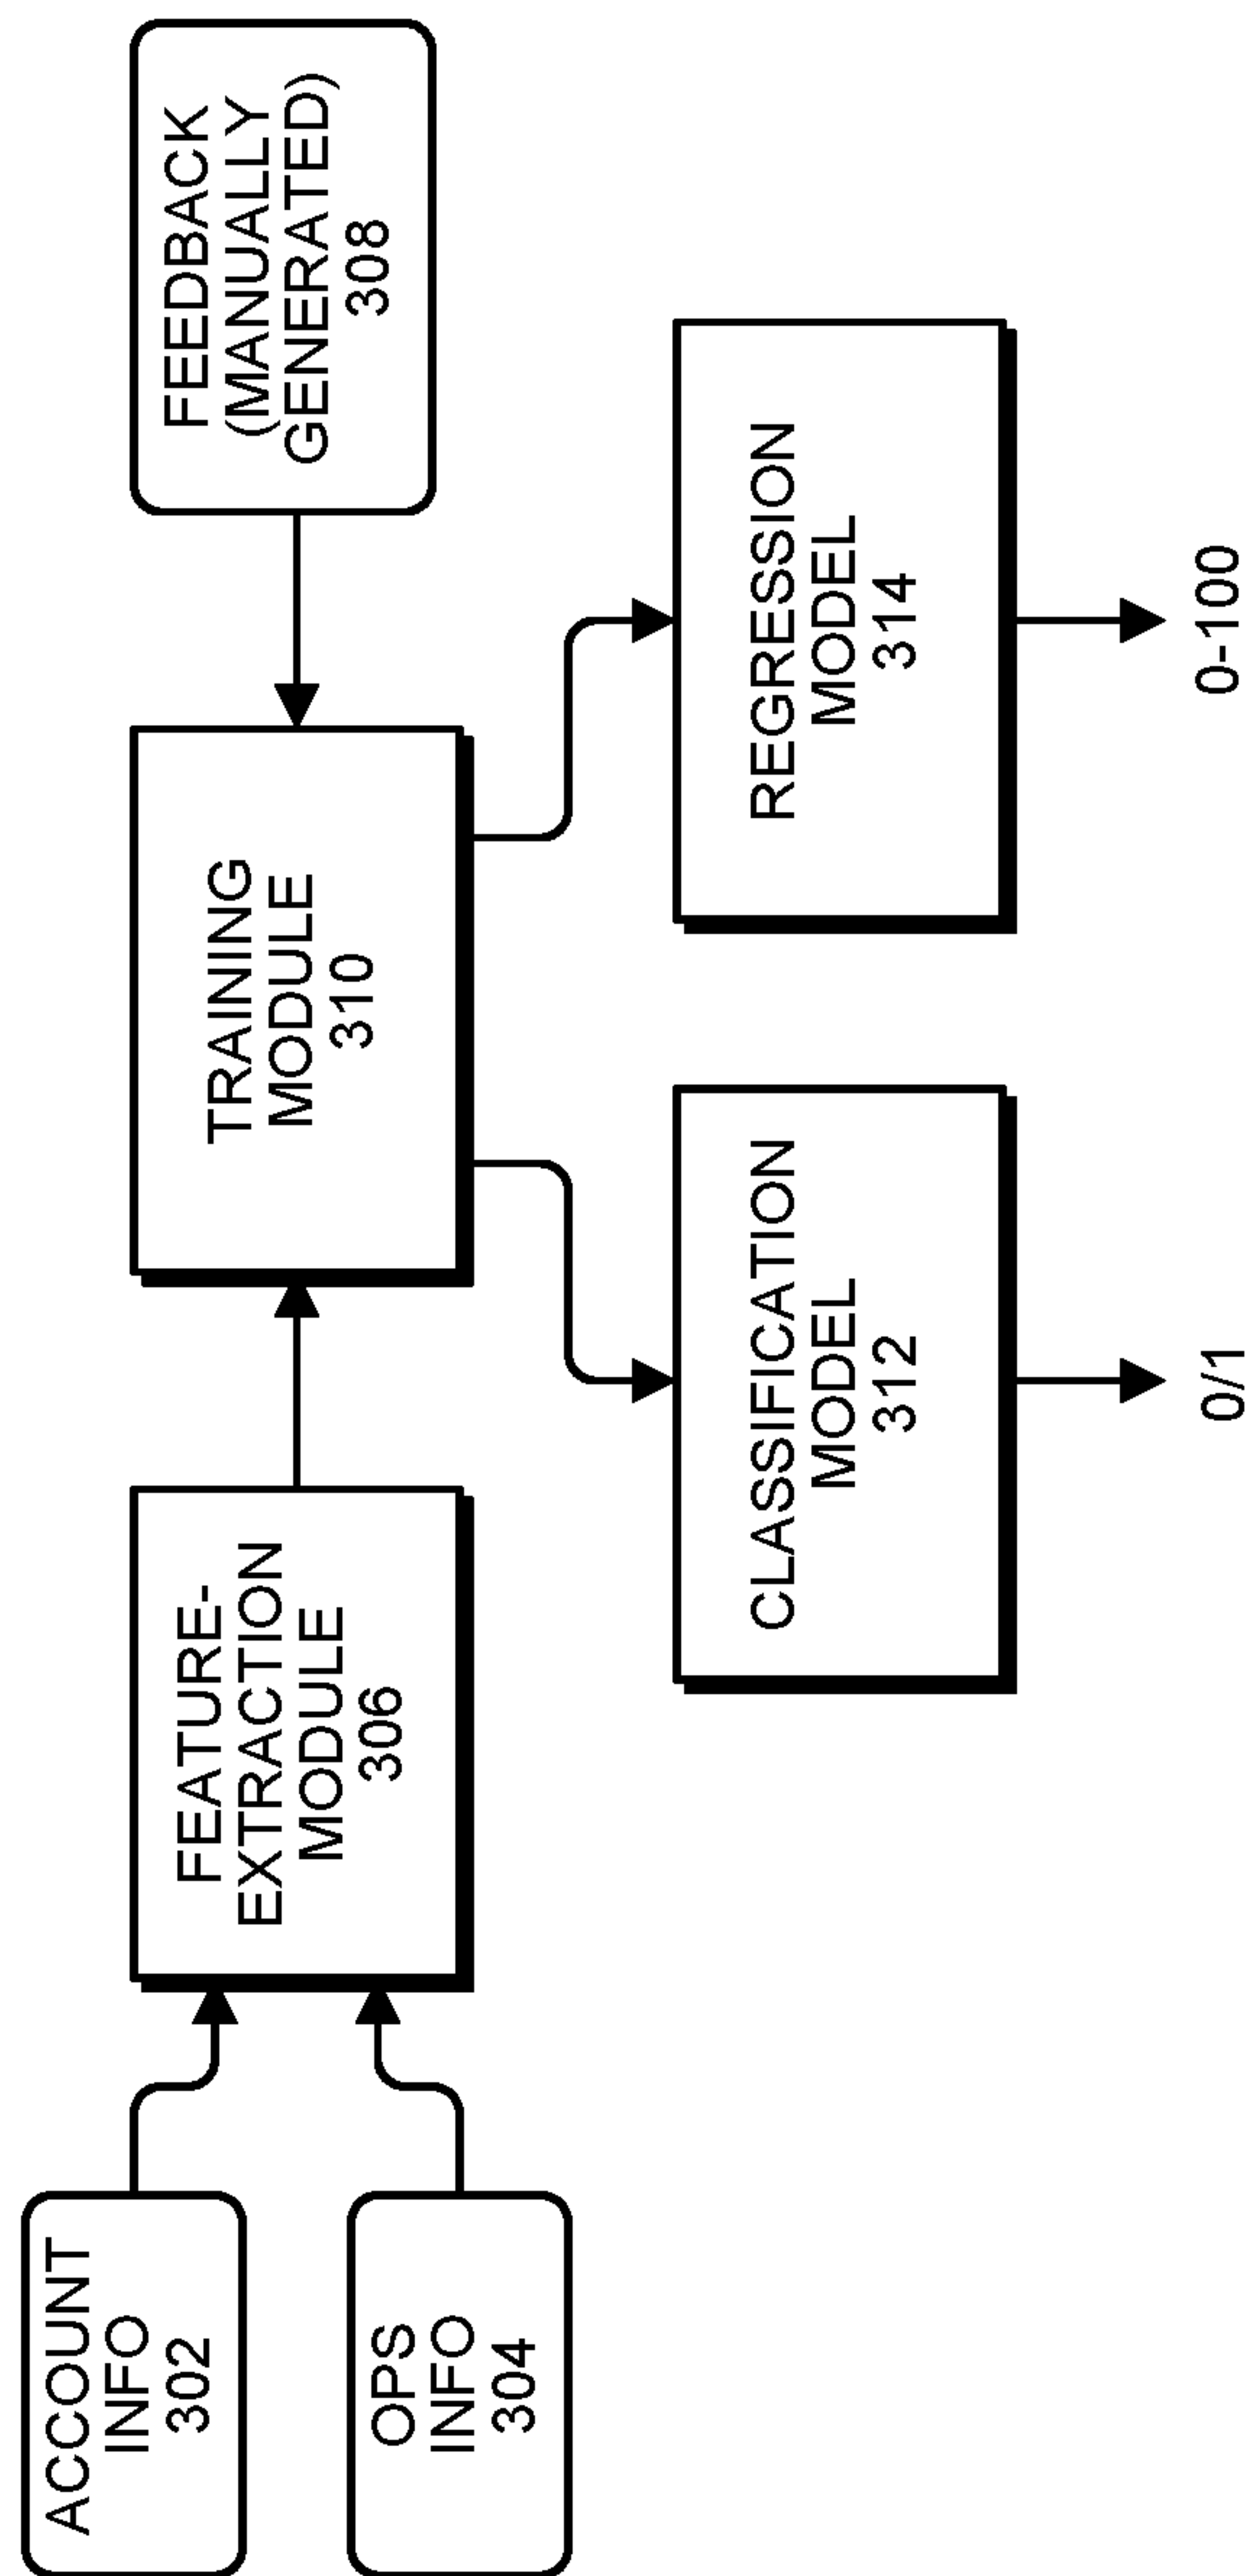 ACCOUNT
INFO
302
OPS
INFO
304
FEATURE-
EXTRACTION
MODULE
306
TRAINING
MODULE
310
FEEDBACK
(MANUALLY
GENERATED)
308
CLASSIFICATION
MODEL
312
REGRESSION
MODEL
314
0/1
0-100